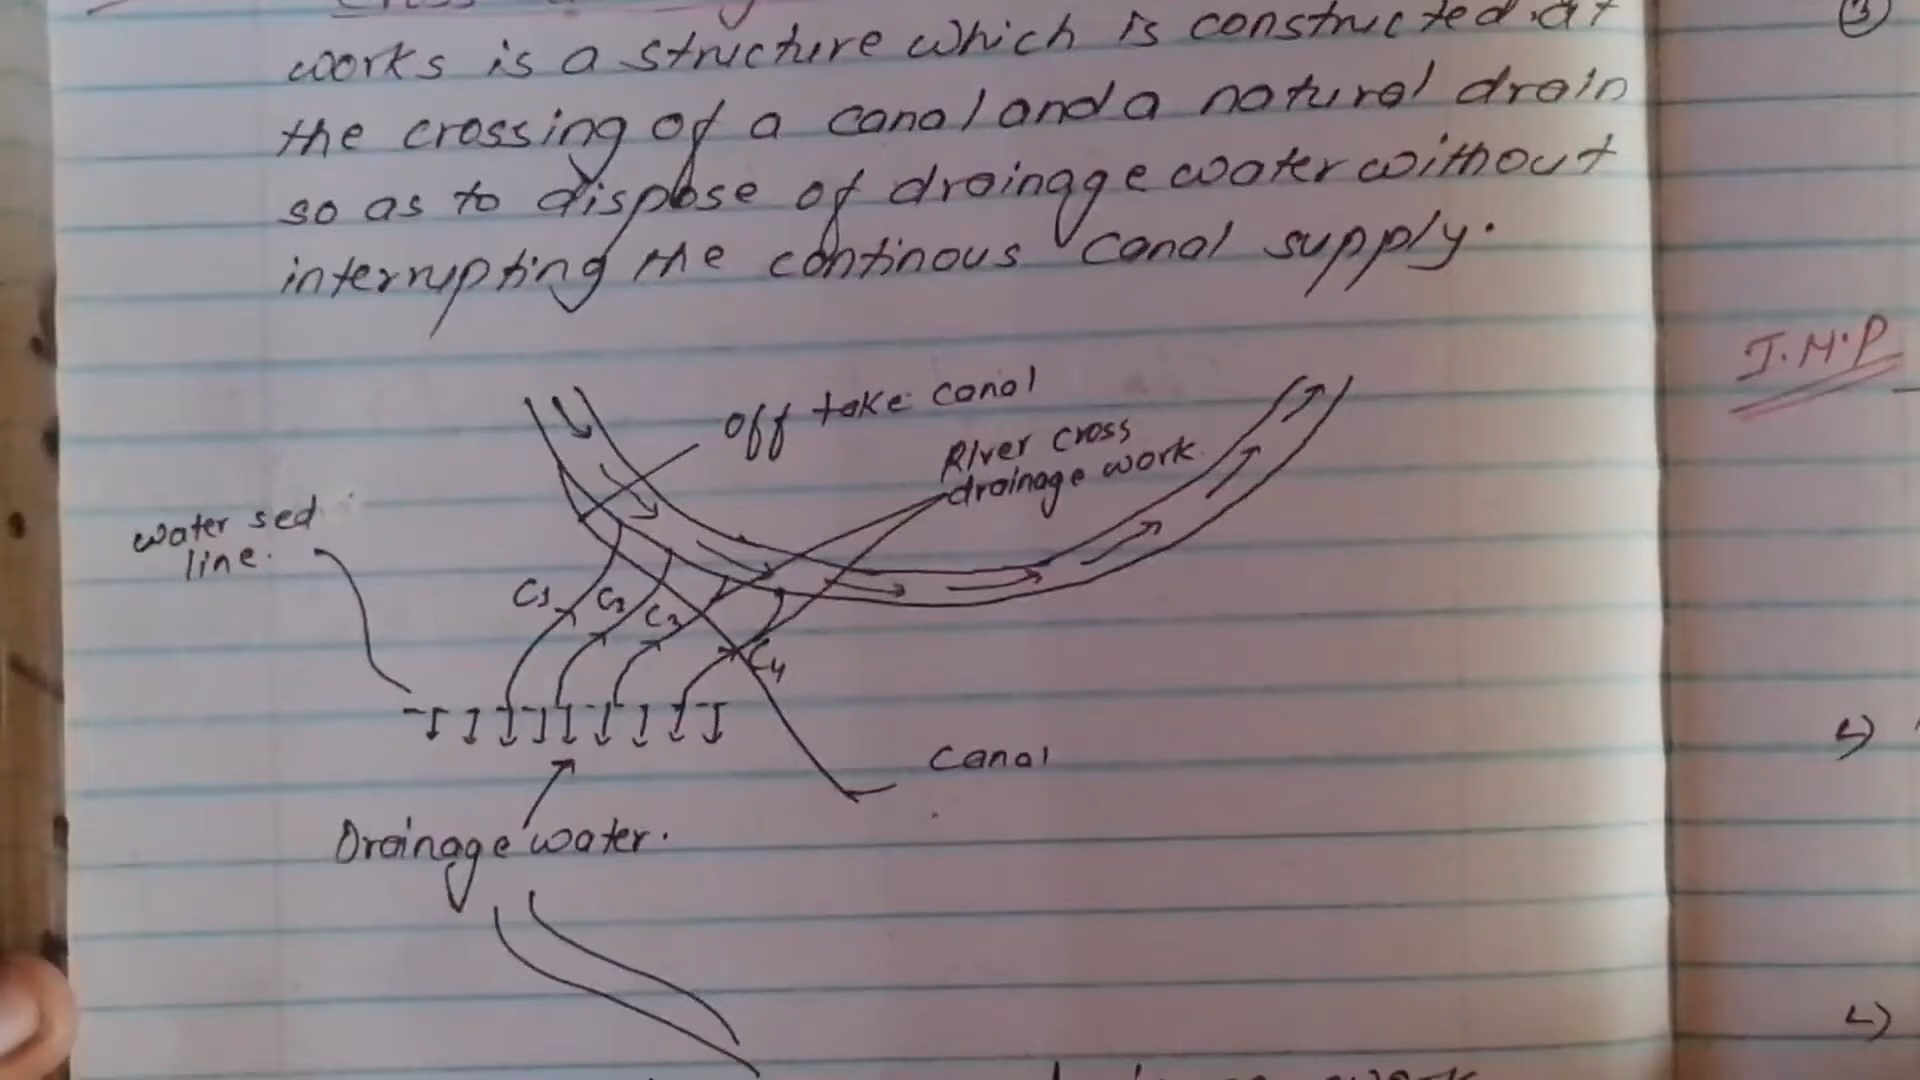 works is a structure which is constructed at
the crossing of a canal and a natural drain
so as to dispose of drainage water without
interrupting the continous canal supply.
off take canal
River cross
drainage work.
water sed
line.
C1 C2 C3
C4
canal
Drainage water.
I.M.P